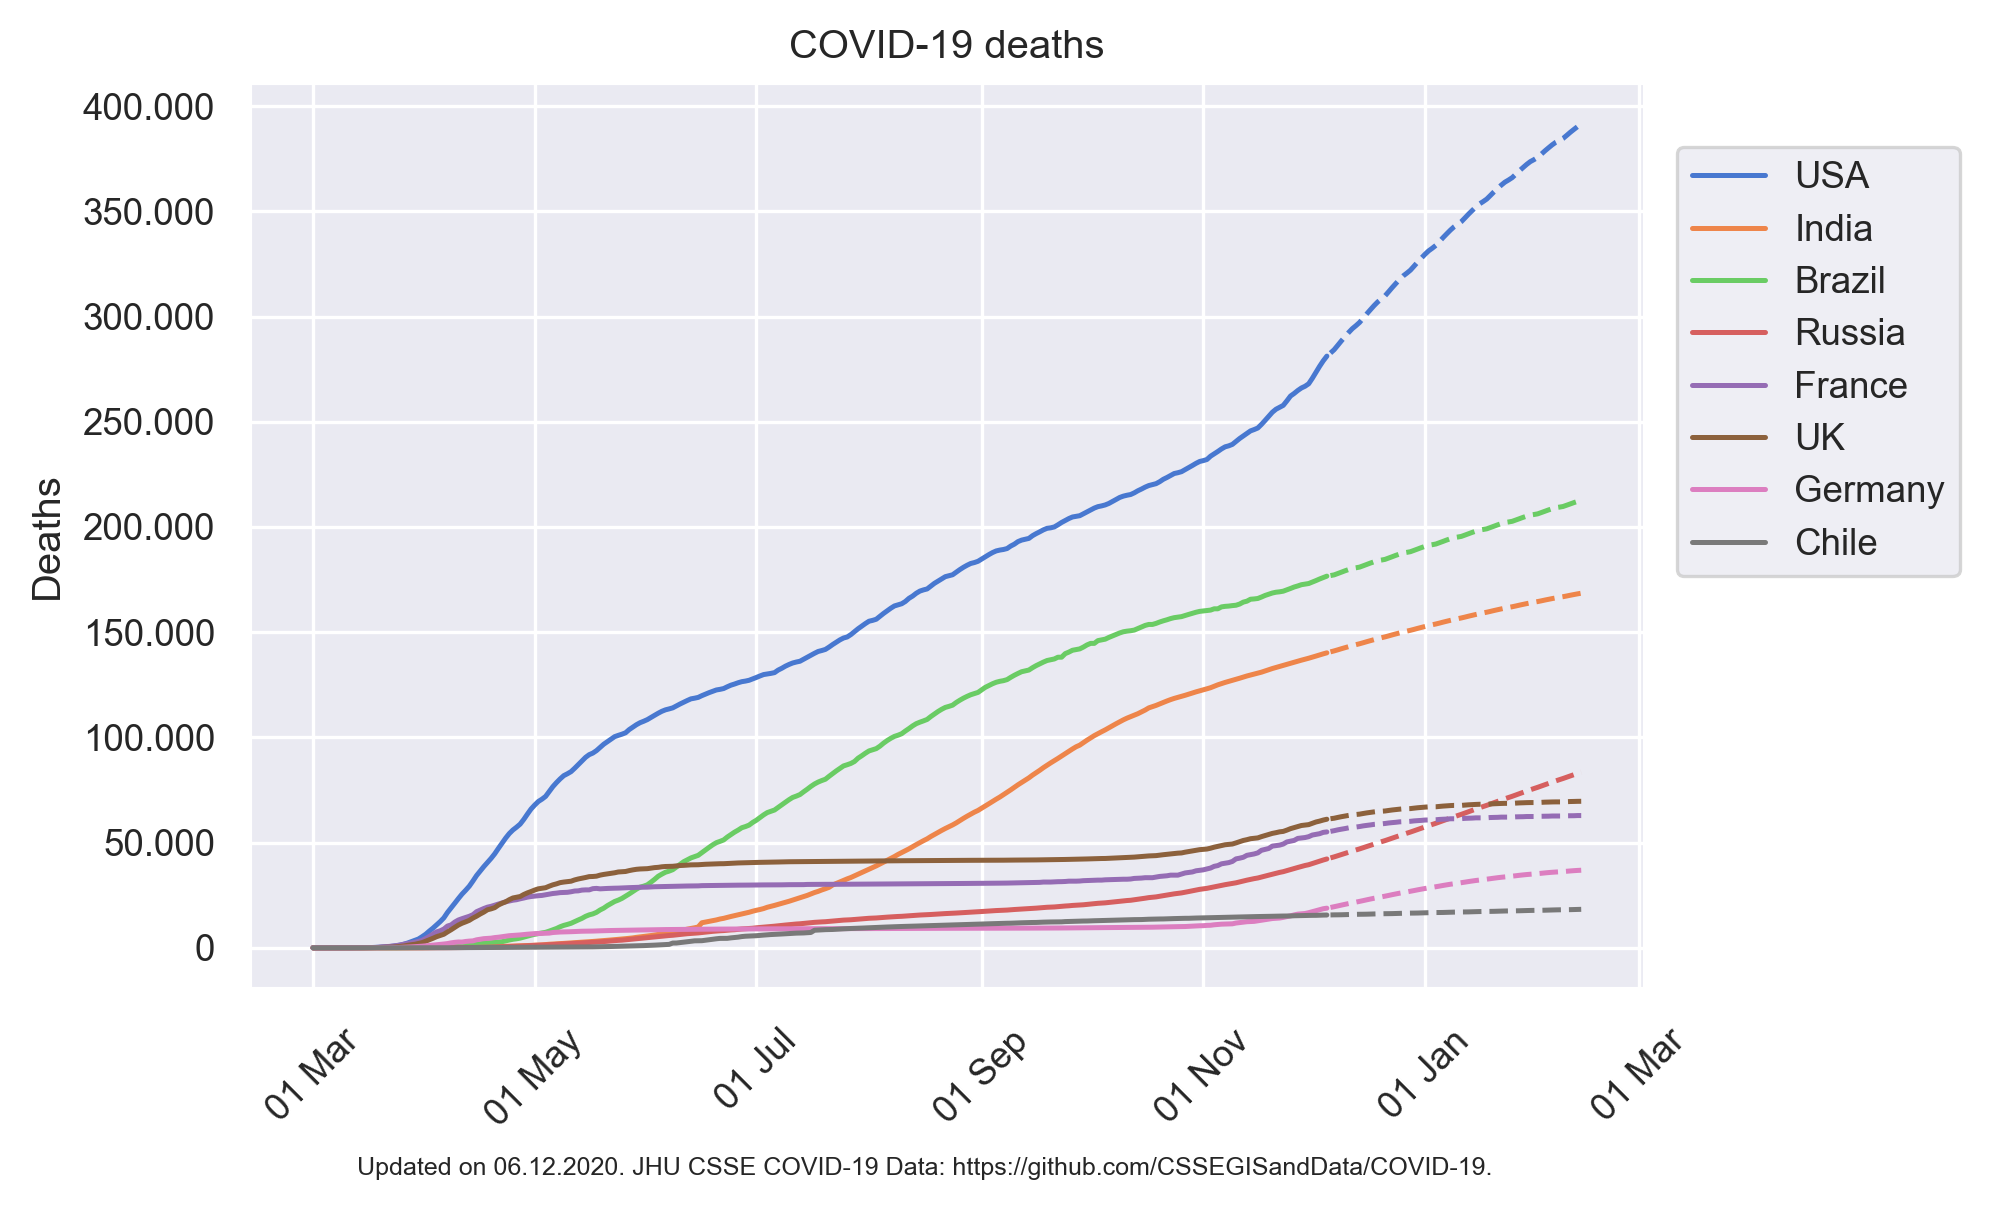 COVID-19 deaths
400.000
350.000
300.000
250.000
200.000
150.000
100.000
50.000
0
Deaths
USA
India
Brazil
Russia
France
UK
Germany
Chile
01 Mar
01 May
01 Jul
01 Sep
01 Nov
01 Jan
01 Mar
Updated on 06.12.2020. JHU CSSE COVID-19 Data: https://github.com/CSSEGISandData/COVID-19.